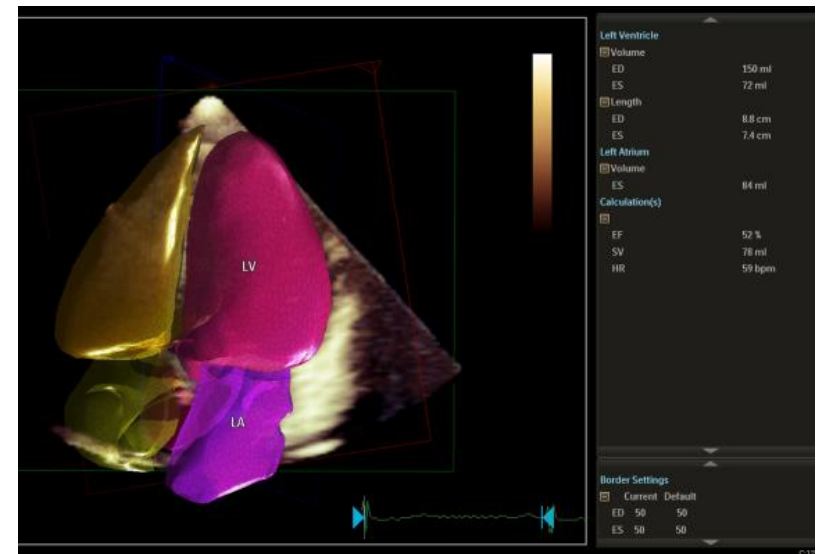 LV
LA
Left Ventricle
Volume
ED 150 ml
ES 72 ml
Length
ED 8.8 cm
ES 7.4 cm
Left Atrium
Volume
ES 84 ml
Calculation(s)
EF 52 %
SV 78 ml
HR 59 bpm
Border Settings
Current Default
ED 50 50
ES 50 50